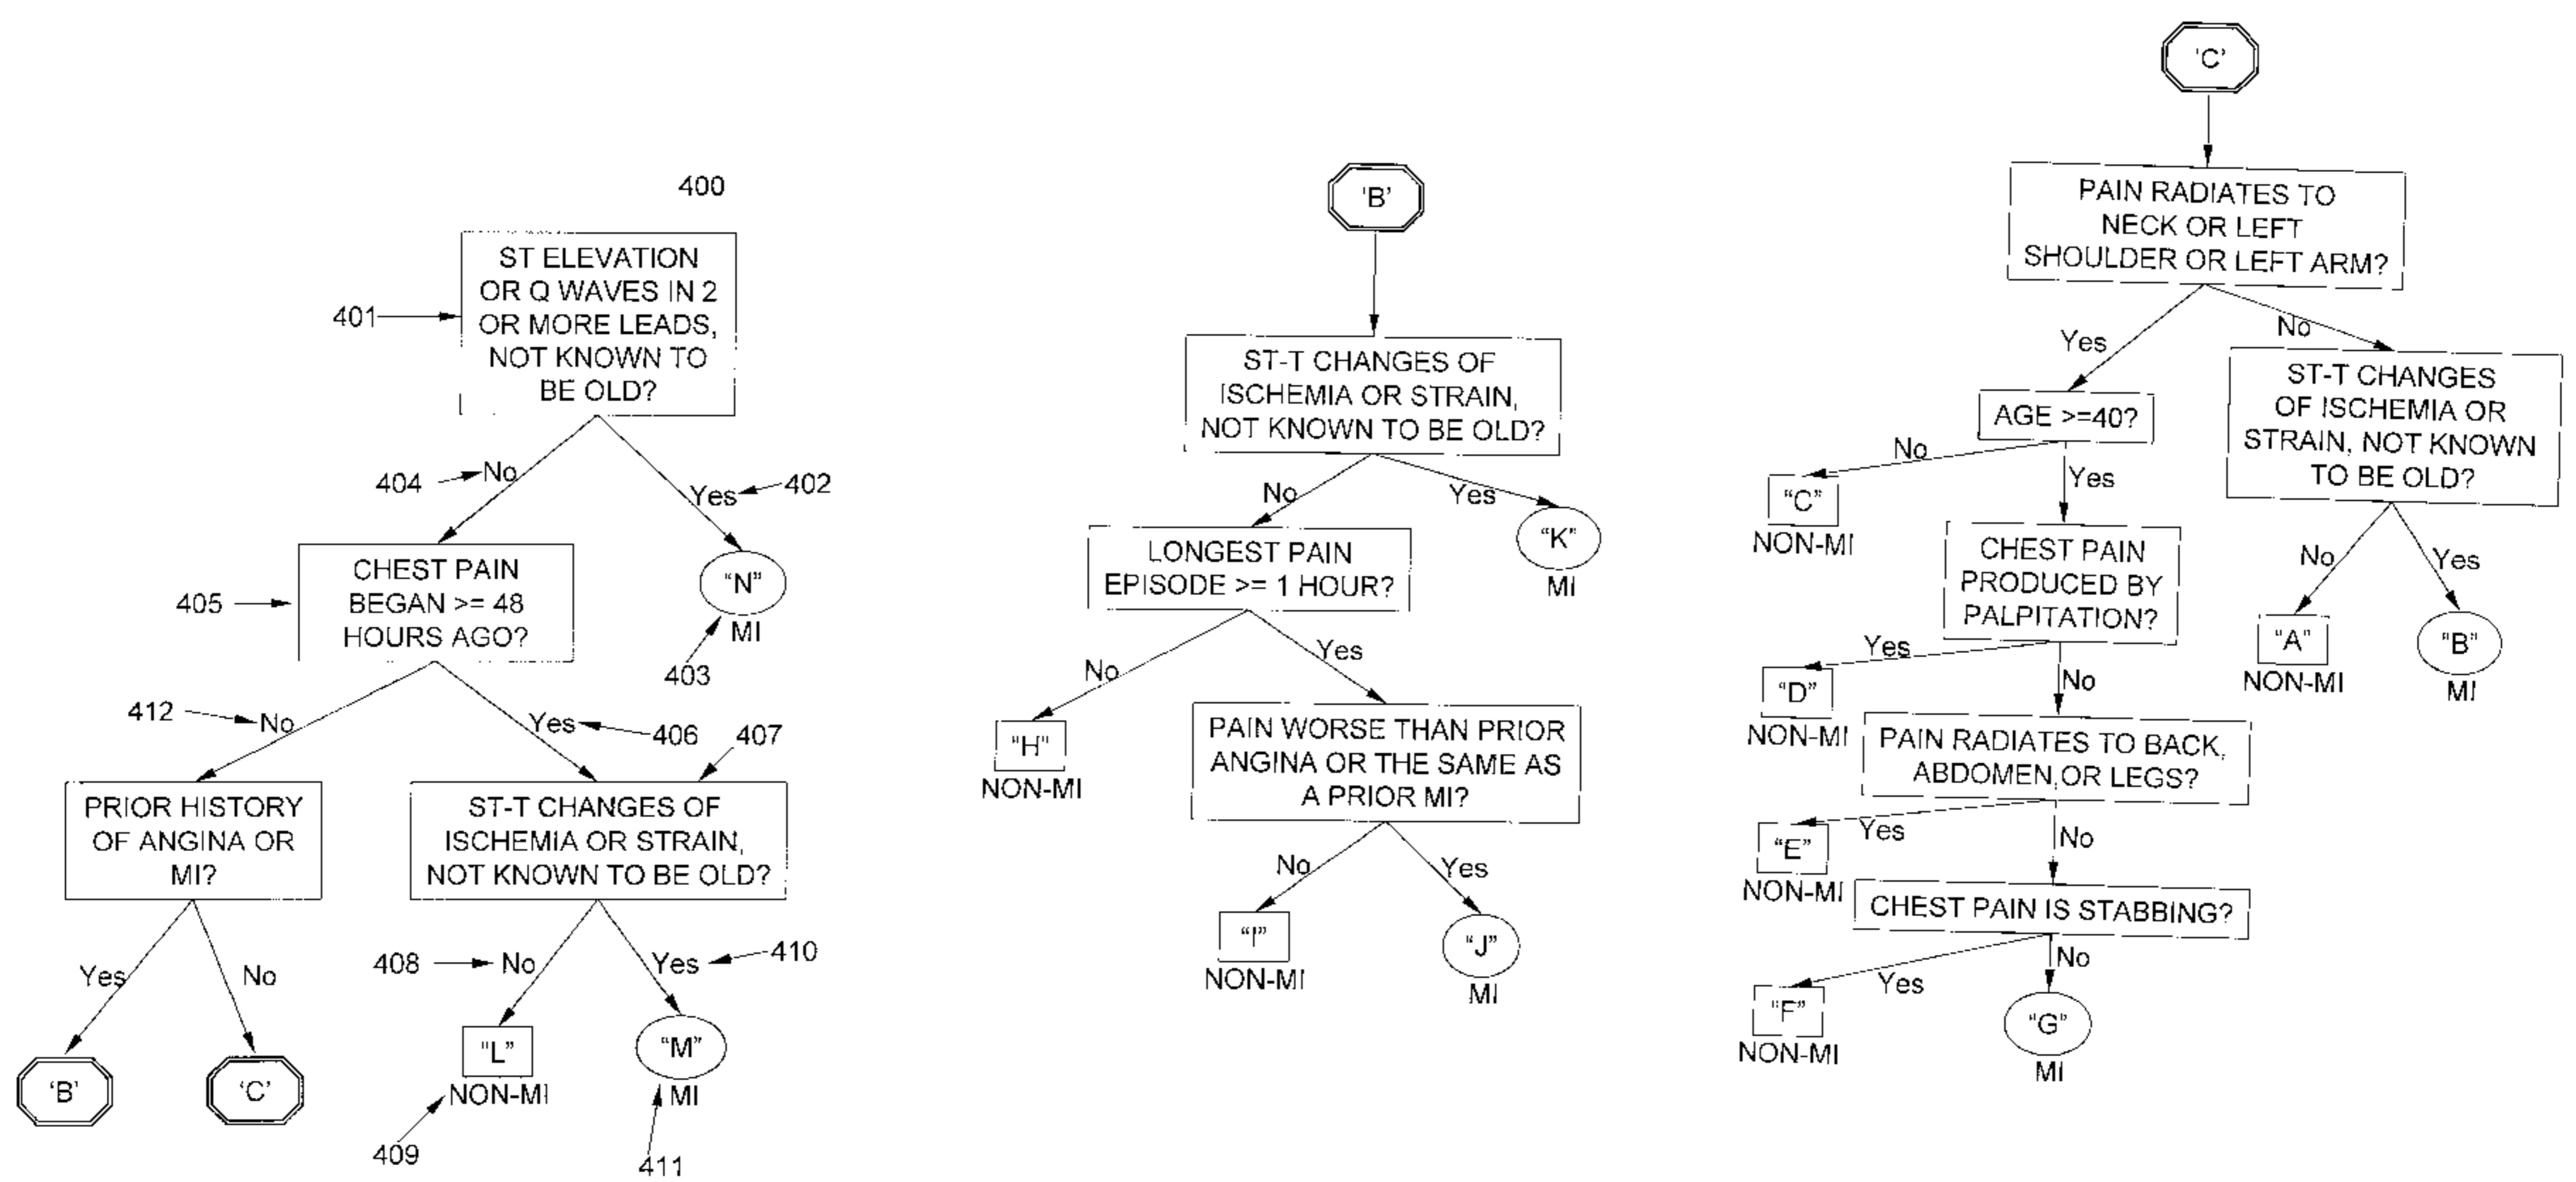 400
ST ELEVATION
OR Q WAVES IN 2
OR MORE LEADS,
NOT KNOWN TO
BE OLD?
401
404
No
Yes
402
CHEST PAIN
BEGAN >= 48
HOURS AGO?
405
"N"
MI
403
412
No
Yes
406
407
PRIOR HISTORY
OF ANGINA OR
MI?
ST-T CHANGES OF
ISCHEMIA OR STRAIN,
NOT KNOWN TO BE OLD?
Yes
No
408
No
Yes
410
'B'
'C'
"L"
NON-MI
"M"
MI
409
411
'B'
ST-T CHANGES OF
ISCHEMIA OR STRAIN,
NOT KNOWN TO BE OLD?
No
Yes
LONGEST PAIN
EPISODE >= 1 HOUR?
"K"
MI
No
Yes
"H"
NON-MI
PAIN WORSE THAN PRIOR
ANGINA OR THE SAME AS
A PRIOR MI?
No
Yes
"I"
NON-MI
"J"
MI
'C'
PAIN RADIATES TO
NECK OR LEFT
SHOULDER OR LEFT ARM?
Yes
No
AGE >=40?
ST-T CHANGES
OF ISCHEMIA OR
STRAIN, NOT KNOWN
TO BE OLD?
No
Yes
"C"
NON-MI
CHEST PAIN
PRODUCED BY
PALPITATION?
No
Yes
"A"
NON-MI
"B"
MI
Yes
No
"D"
NON-MI
PAIN RADIATES TO BACK,
ABDOMEN, OR LEGS?
Yes
No
"E"
NON-MI
CHEST PAIN IS STABBING?
Yes
No
"F"
NON-MI
"G"
MI